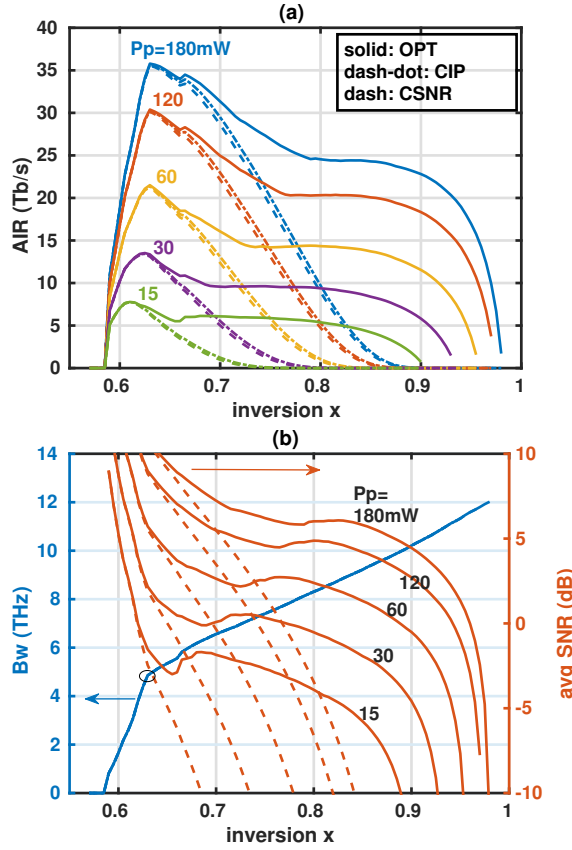 (a)
Pp=180mW
120
60
30
15
solid: OPT
dash-dot: CIP
dash: CSNR
40
35
30
25
20
15
10
5
0
AIR (Tb/s)
0.6 0.7 0.8 0.9 1
inversion x
(b)
Pp=
180mW
120
60
30
15
14
12
10
8
6
4
2
0
Bw (THz)
10
5
0
-5
-10
avg SNR (dB)
0.6 0.7 0.8 0.9 1
inversion x